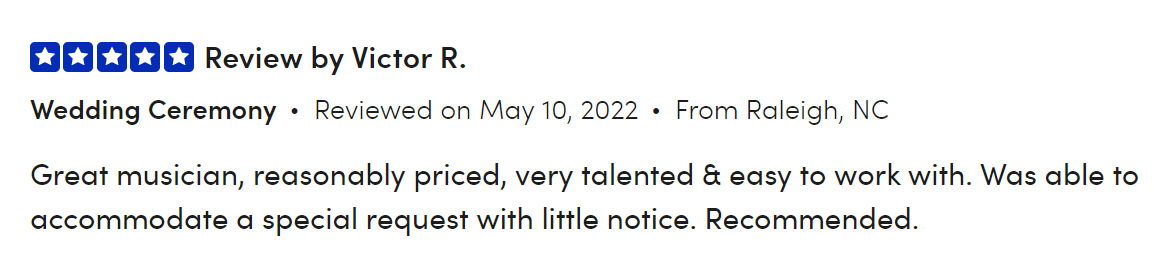 Review by Victor R.
Wedding Ceremony • Reviewed on May 10, 2022 • From Raleigh, NC
Great musician, reasonably priced, very talented & easy to work with. Was able to
accommodate a special request with little notice. Recommended.